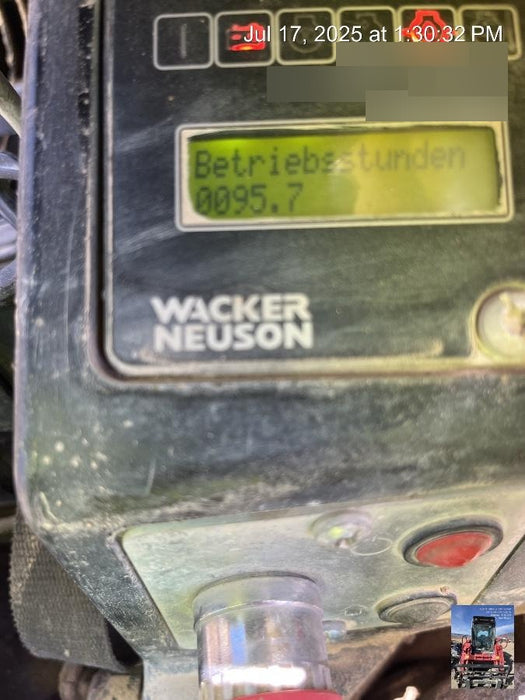 Jul 17, 2025 at 1:30:32 PM
Betriebsstunden
0095.7
WACKER
NEUSON